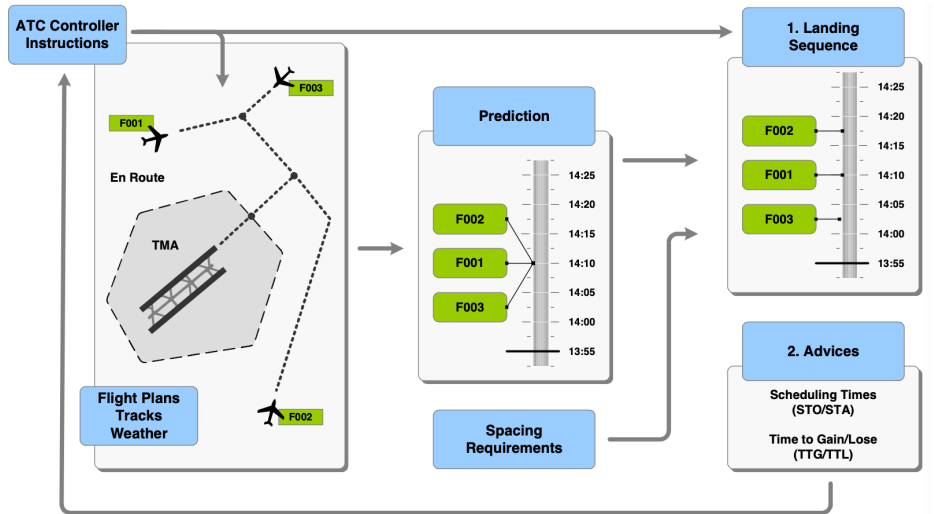 ATC Controller
Instructions
F003
F001
En Route
TMA
F002
Flight Plans
Tracks
Weather
Prediction
14:25
14:20
14:15
14:10
14:05
14:00
13:55
F002
F001
F003
Spacing
Requirements
1. Landing
Sequence
14:25
14:20
14:15
14:10
14:05
14:00
13:55
F002
F001
F003
2. Advices
Scheduling Times
(STO/STA)
Time to Gain/Lose
(TTG/TTL)